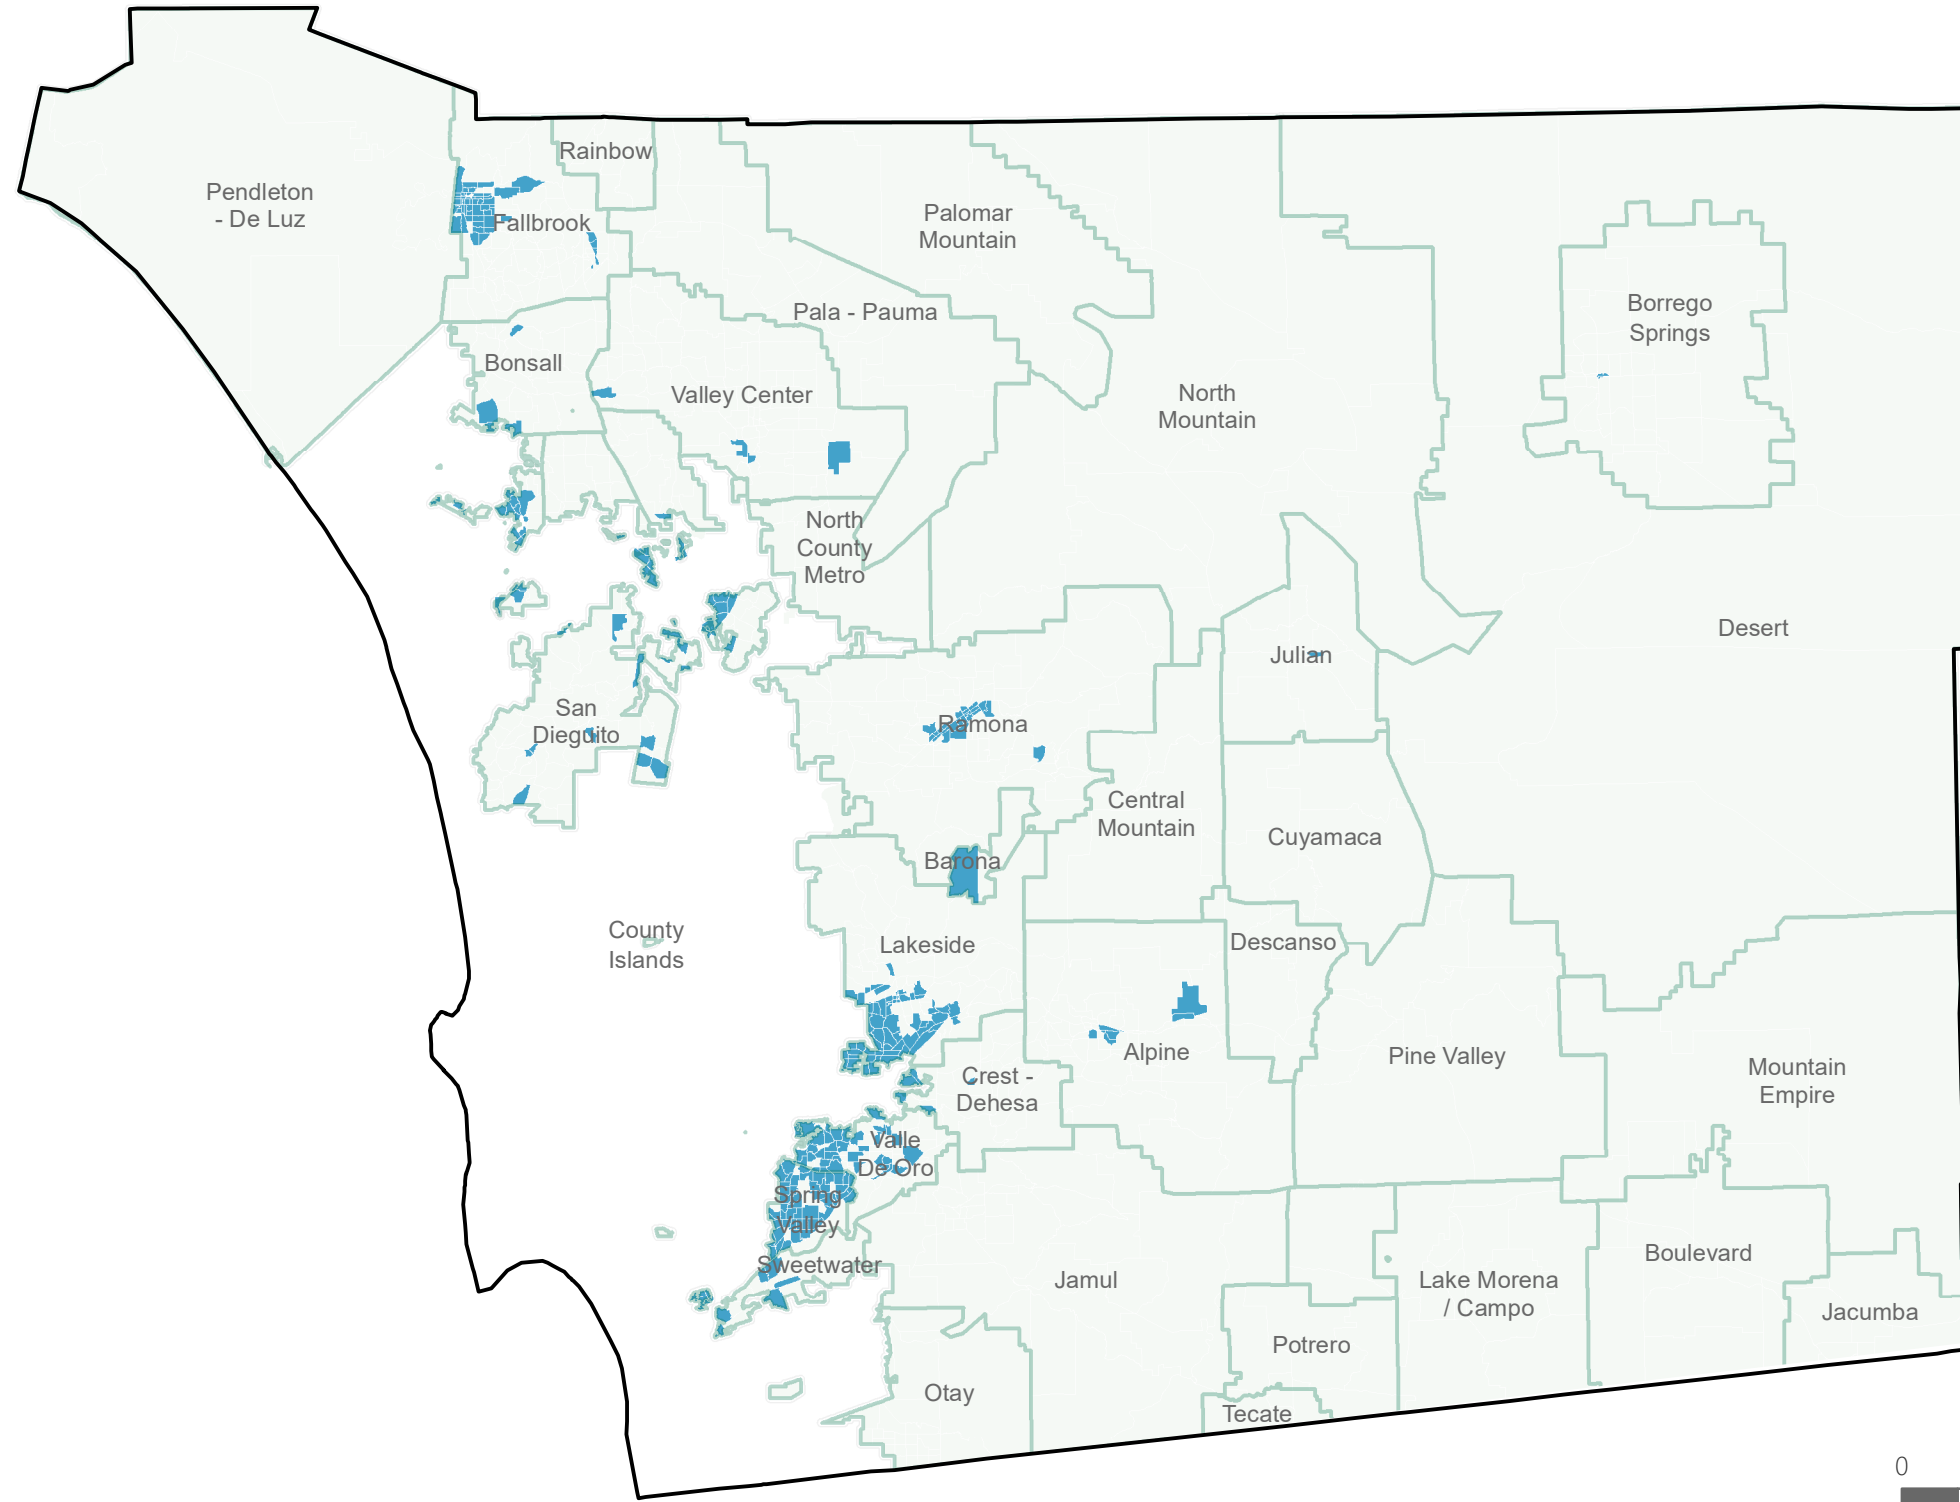 Rainbow
Pendleton
- De Luz
Fallbrook
Palomar
Mountain
Pala - Pauma
Borrego
Springs
Bonsall
Valley Center
North
Mountain
North
County
Metro
Desert
Julian
San
Dieguito
Ramona
Central
Mountain
Cuyamaca
Barona
County
Islands
Lakeside
Descanso
Alpine
Pine Valley
Mountain
Empire
Crest -
Dehesa
Valle
De Oro
Spring
Valley
Sweetwater
Jamul
Lake Morena
/ Campo
Boulevard
Jacumba
Potrero
Otay
Tecate
0